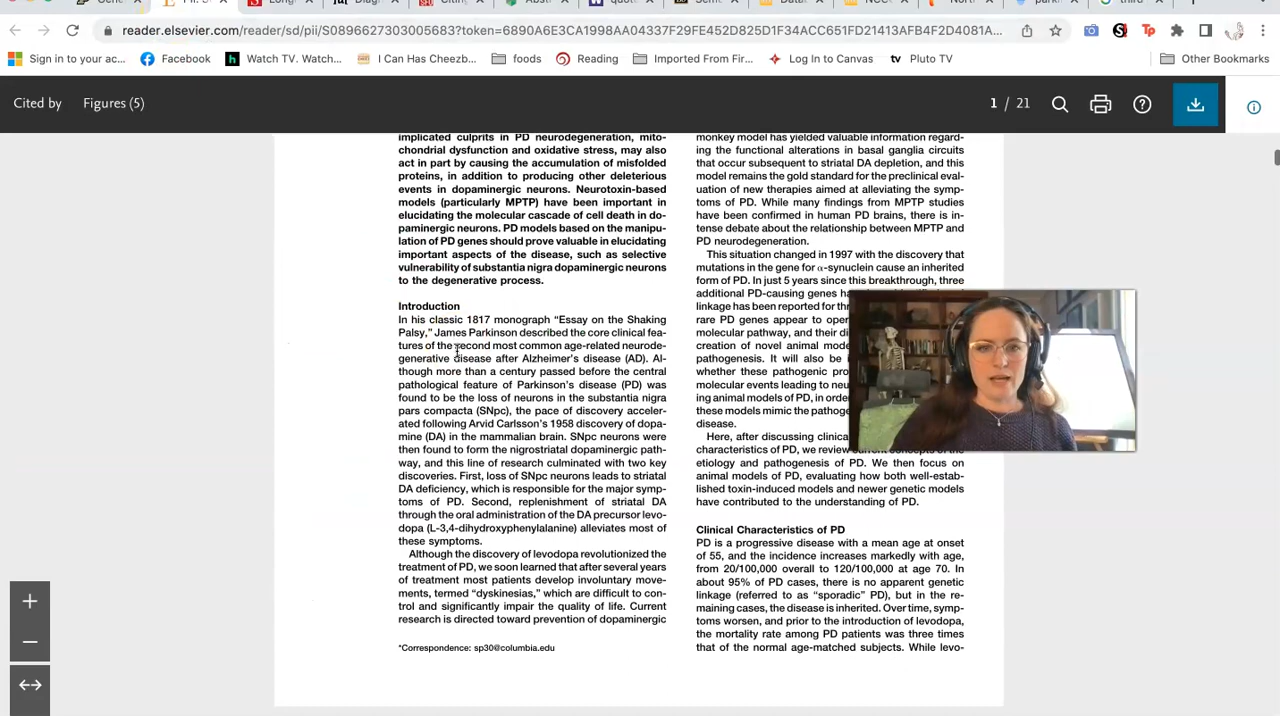 reader.elsevier.com/reader/sd/pii/S0896627303005683?token=6890A6E3CA1998AA04337F29FE452D825D1F34ACC651FD21413AFB4F2D4081A...
Sign in to your ac... Facebook Watch TV. Watch... I Can Has Cheezb... foods Reading Imported From Fir... Log In to Canvas Pluto TV Other Bookmarks
Cited by Figures (5) 1 / 21
implicated culprits in PD neurodegeneration, mito-
chondrial dysfunction and oxidative stress, may also
act in part by causing the accumulation of misfolded
proteins, in addition to producing other deleterious
events in dopaminergic neurons. Neurotoxin-based
models (particularly MPTP) have been important in
elucidating the molecular cascade of cell death in do-
paminergic neurons. PD models based on the manipu-
lation of PD genes should prove valuable in elucidating
important aspects of the disease, such as selective
vulnerability of substantia nigra dopaminergic neurons
to the degenerative process.
Introduction
In his classic 1817 monograph “Essay on the Shaking
Palsy,” James Parkinson described the core clinical fea-
tures of the second most common age-related neurode-
generative disease after Alzheimer’s disease (AD). Al-
though more than a century passed before the central
pathological feature of Parkinson’s disease (PD) was
found to be the loss of neurons in the substantia nigra
pars compacta (SNpc), the pace of discovery acceler-
ated following Arvid Carlsson’s 1958 discovery of dopa-
mine (DA) in the mammalian brain. SNpc neurons were
then found to form the nigrostriatal dopaminergic path-
way, and this line of research culminated with two key
discoveries. First, loss of SNpc neurons leads to striatal
DA deficiency, which is responsible for the major symp-
toms of PD. Second, replenishment of striatal DA
through the oral administration of the DA precursor levo-
dopa (L-3,4-dihydroxyphenylalanine) alleviates most of
these symptoms.
Although the discovery of levodopa revolutionized the
treatment of PD, we soon learned that after several years
of treatment most patients develop involuntary move-
ments, termed “dyskinesias,” which are difficult to con-
trol and significantly impair the quality of life. Current
research is directed toward prevention of dopaminergic
*Correspondence: sp30@columbia.edu
monkey model has yielded valuable information regard-
ing the functional alterations in basal ganglia circuits
that occur subsequent to striatal DA depletion, and this
model remains the gold standard for the preclinical eval-
uation of new therapies aimed at alleviating the symp-
toms of PD. While many findings from MPTP studies
have been confirmed in human PD brains, there is in-
tense debate about the relationship between MPTP and
PD neurodegeneration.
This situation changed in 1997 with the discovery that
mutations in the gene for α-synuclein cause an inherited
form of PD. In just 5 years since this breakthrough, three
additional PD-causing genes
linkage has been reported for
rare PD genes appear to
molecular pathway, and their
creation of novel animal
pathogenesis. It will also be
whether these pathogenic
molecular events leading to
ing animal models of PD, in
these models mimic the
disease.
Here, after discussing
characteristics of PD, we review current concepts of the
etiology and pathogenesis of PD. We then focus on
animal models of PD, evaluating how both well-estab-
lished toxin-induced models and newer genetic models
have contributed to the understanding of PD.
Clinical Characteristics of PD
PD is a progressive disease with a mean age at onset
of 55, and the incidence increases markedly with age,
from 20/100,000 overall to 120/100,000 at age 70. In
about 95% of PD cases, there is no apparent genetic
linkage (referred to as “sporadic” PD), but in the re-
maining cases, the disease is inherited. Over time, symp-
toms worsen, and prior to the introduction of levodopa,
the mortality rate among PD patients was three times
that of the normal age-matched subjects. While levo-